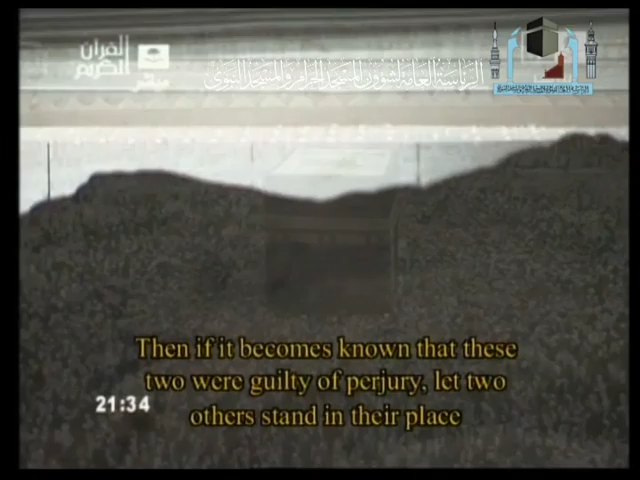 القرآن
الكريم
مباشر
الرئاسة العامة لشؤون المسجد الحرام والمسجد النبوي
Then if it becomes known that these
two were guilty of perjury, let two
21:34
others stand in their place